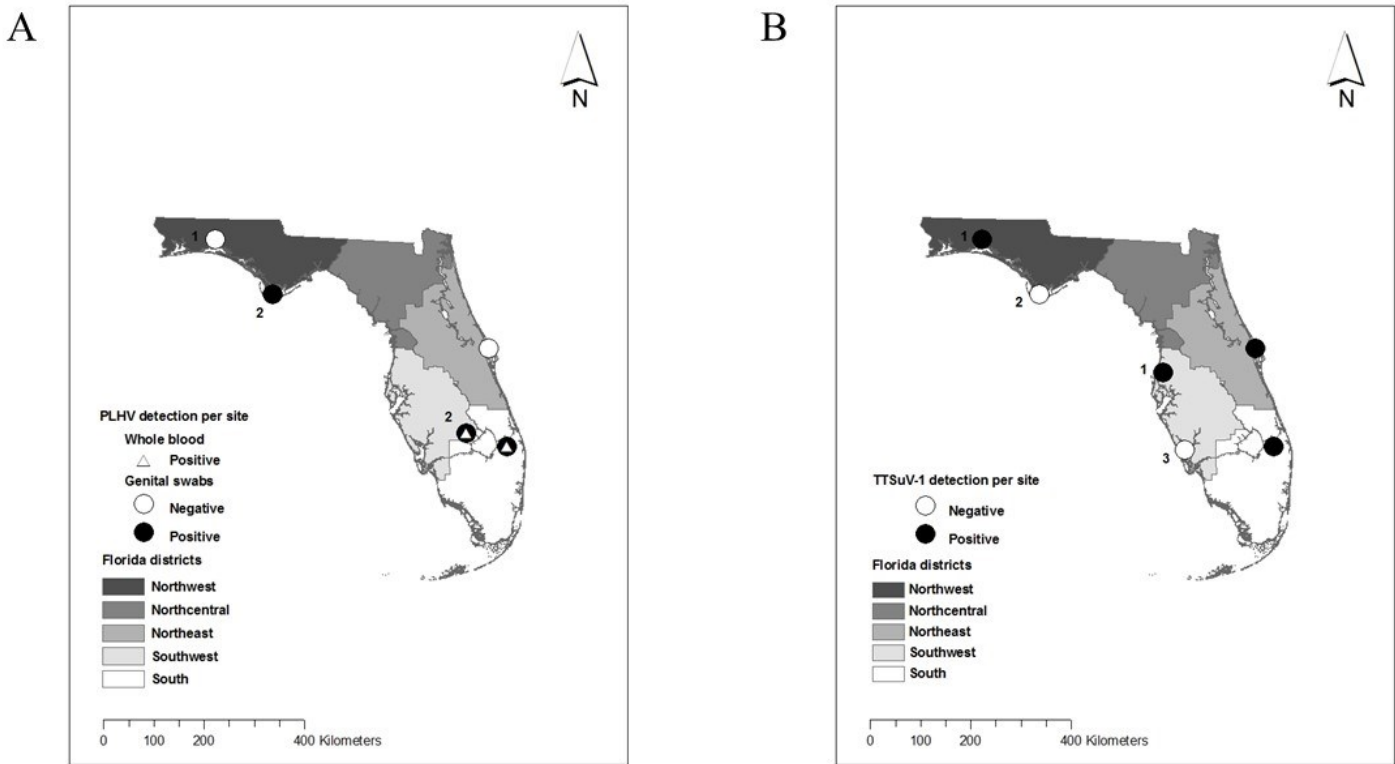 A
N
1
2
2
PLHV detection per site
Whole blood
Positive
Genital swabs
Negative
Positive
Florida districts
Northwest
Northcentral
Northeast
Southwest
South
0 100 200 400 Kilometers
B
N
1
2
1
3
TTSuV-1 detection per site
Negative
Positive
Florida districts
Northwest
Northcentral
Northeast
Southwest
South
0 100 200 400 Kilometers